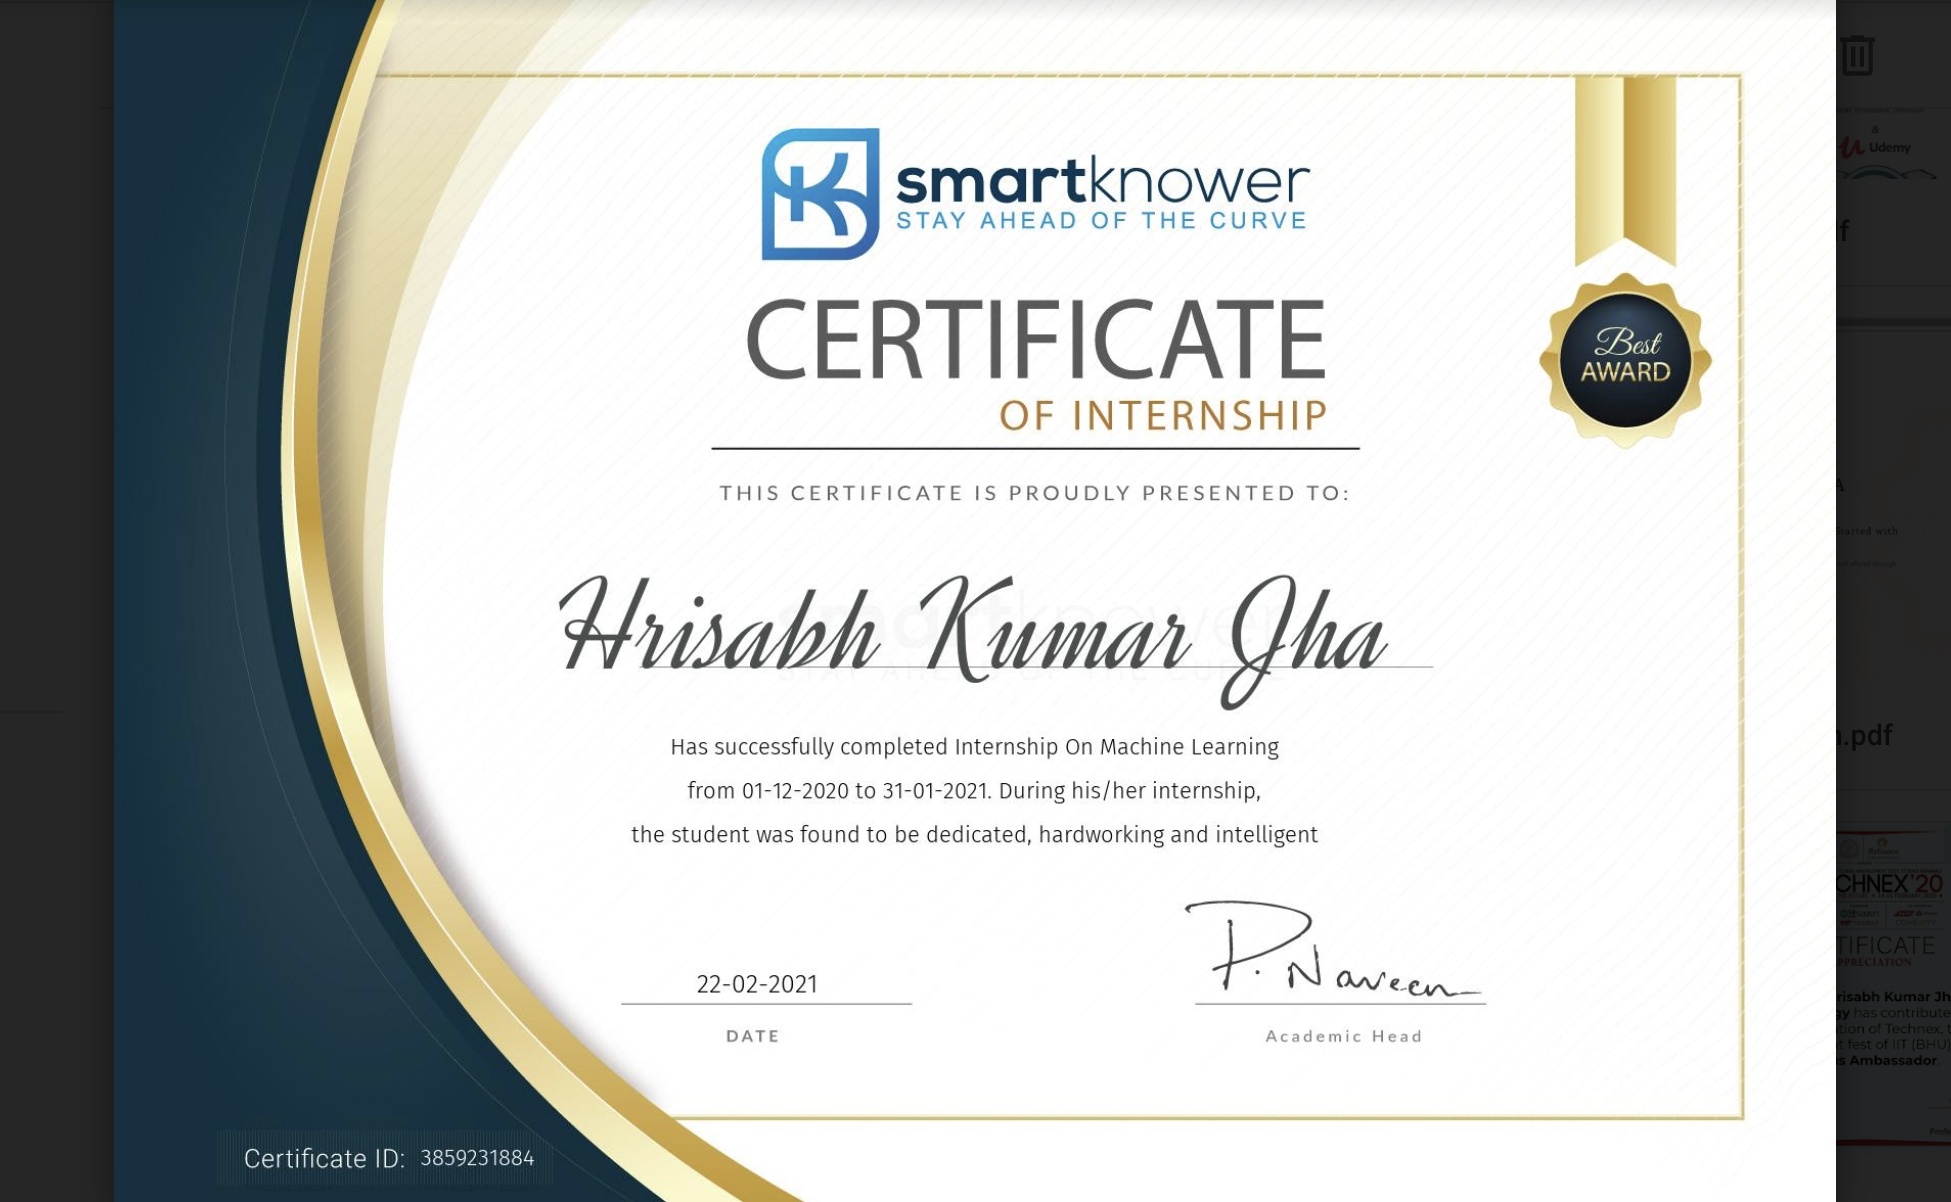 smartknower
STAY AHEAD OF THE CURVE
CERTIFICATE
OF INTERNSHIP
Best
AWARD
THIS CERTIFICATE IS PROUDLY PRESENTED TO:
Hrisabh Kumar Jha
Has successfully completed Internship On Machine Learning
from 01-12-2020 to 31-01-2021. During his/her internship,
the student was found to be dedicated, hardworking and intelligent
22-02-2021
DATE
P. Naveen
Academic Head
Certificate ID: 3859231884
&
Udemy
Started with
.pdf
Reliance
CHNEX'20
TIFICATE
PPRECIATION
risabh Kumar Jh
gy has contribute
tion of Technex, t
t fest of IIT (BHU)
s Ambassador.